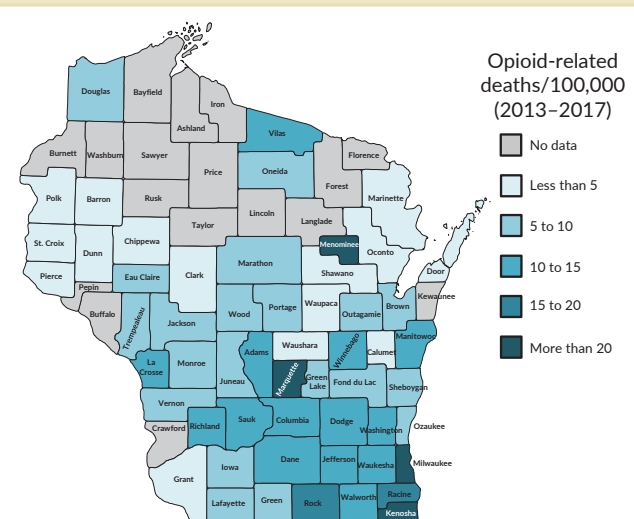 Opioid-related
deaths/100,000
(2013–2017)
No data
Less than 5
5 to 10
10 to 15
15 to 20
More than 20
Douglas
Bayfield
Iron
Ashland
Vilas
Burnett
Washburn
Sawyer
Price
Oneida
Florence
Forest
Polk
Barron
Rusk
Lincoln
Langlade
Marinette
Taylor
St. Croix
Dunn
Chippewa
Menominee
Oconto
Pierce
Eau Claire
Clark
Marathon
Shawano
Door
Pepin
Buffalo
Trempealeau
Jackson
Wood
Portage
Waupaca
Outagamie
Brown
Kewaunee
La
Crosse
Monroe
Juneau
Adams
Waushara
Winnebago
Calumet
Manitowoc
Marquette
Green
Lake
Fond du Lac
Sheboygan
Vernon
Crawford
Richland
Sauk
Columbia
Dodge
Washington
Ozaukee
Grant
Iowa
Dane
Jefferson
Waukesha
Milwaukee
Lafayette
Green
Rock
Walworth
Racine
Kenosha